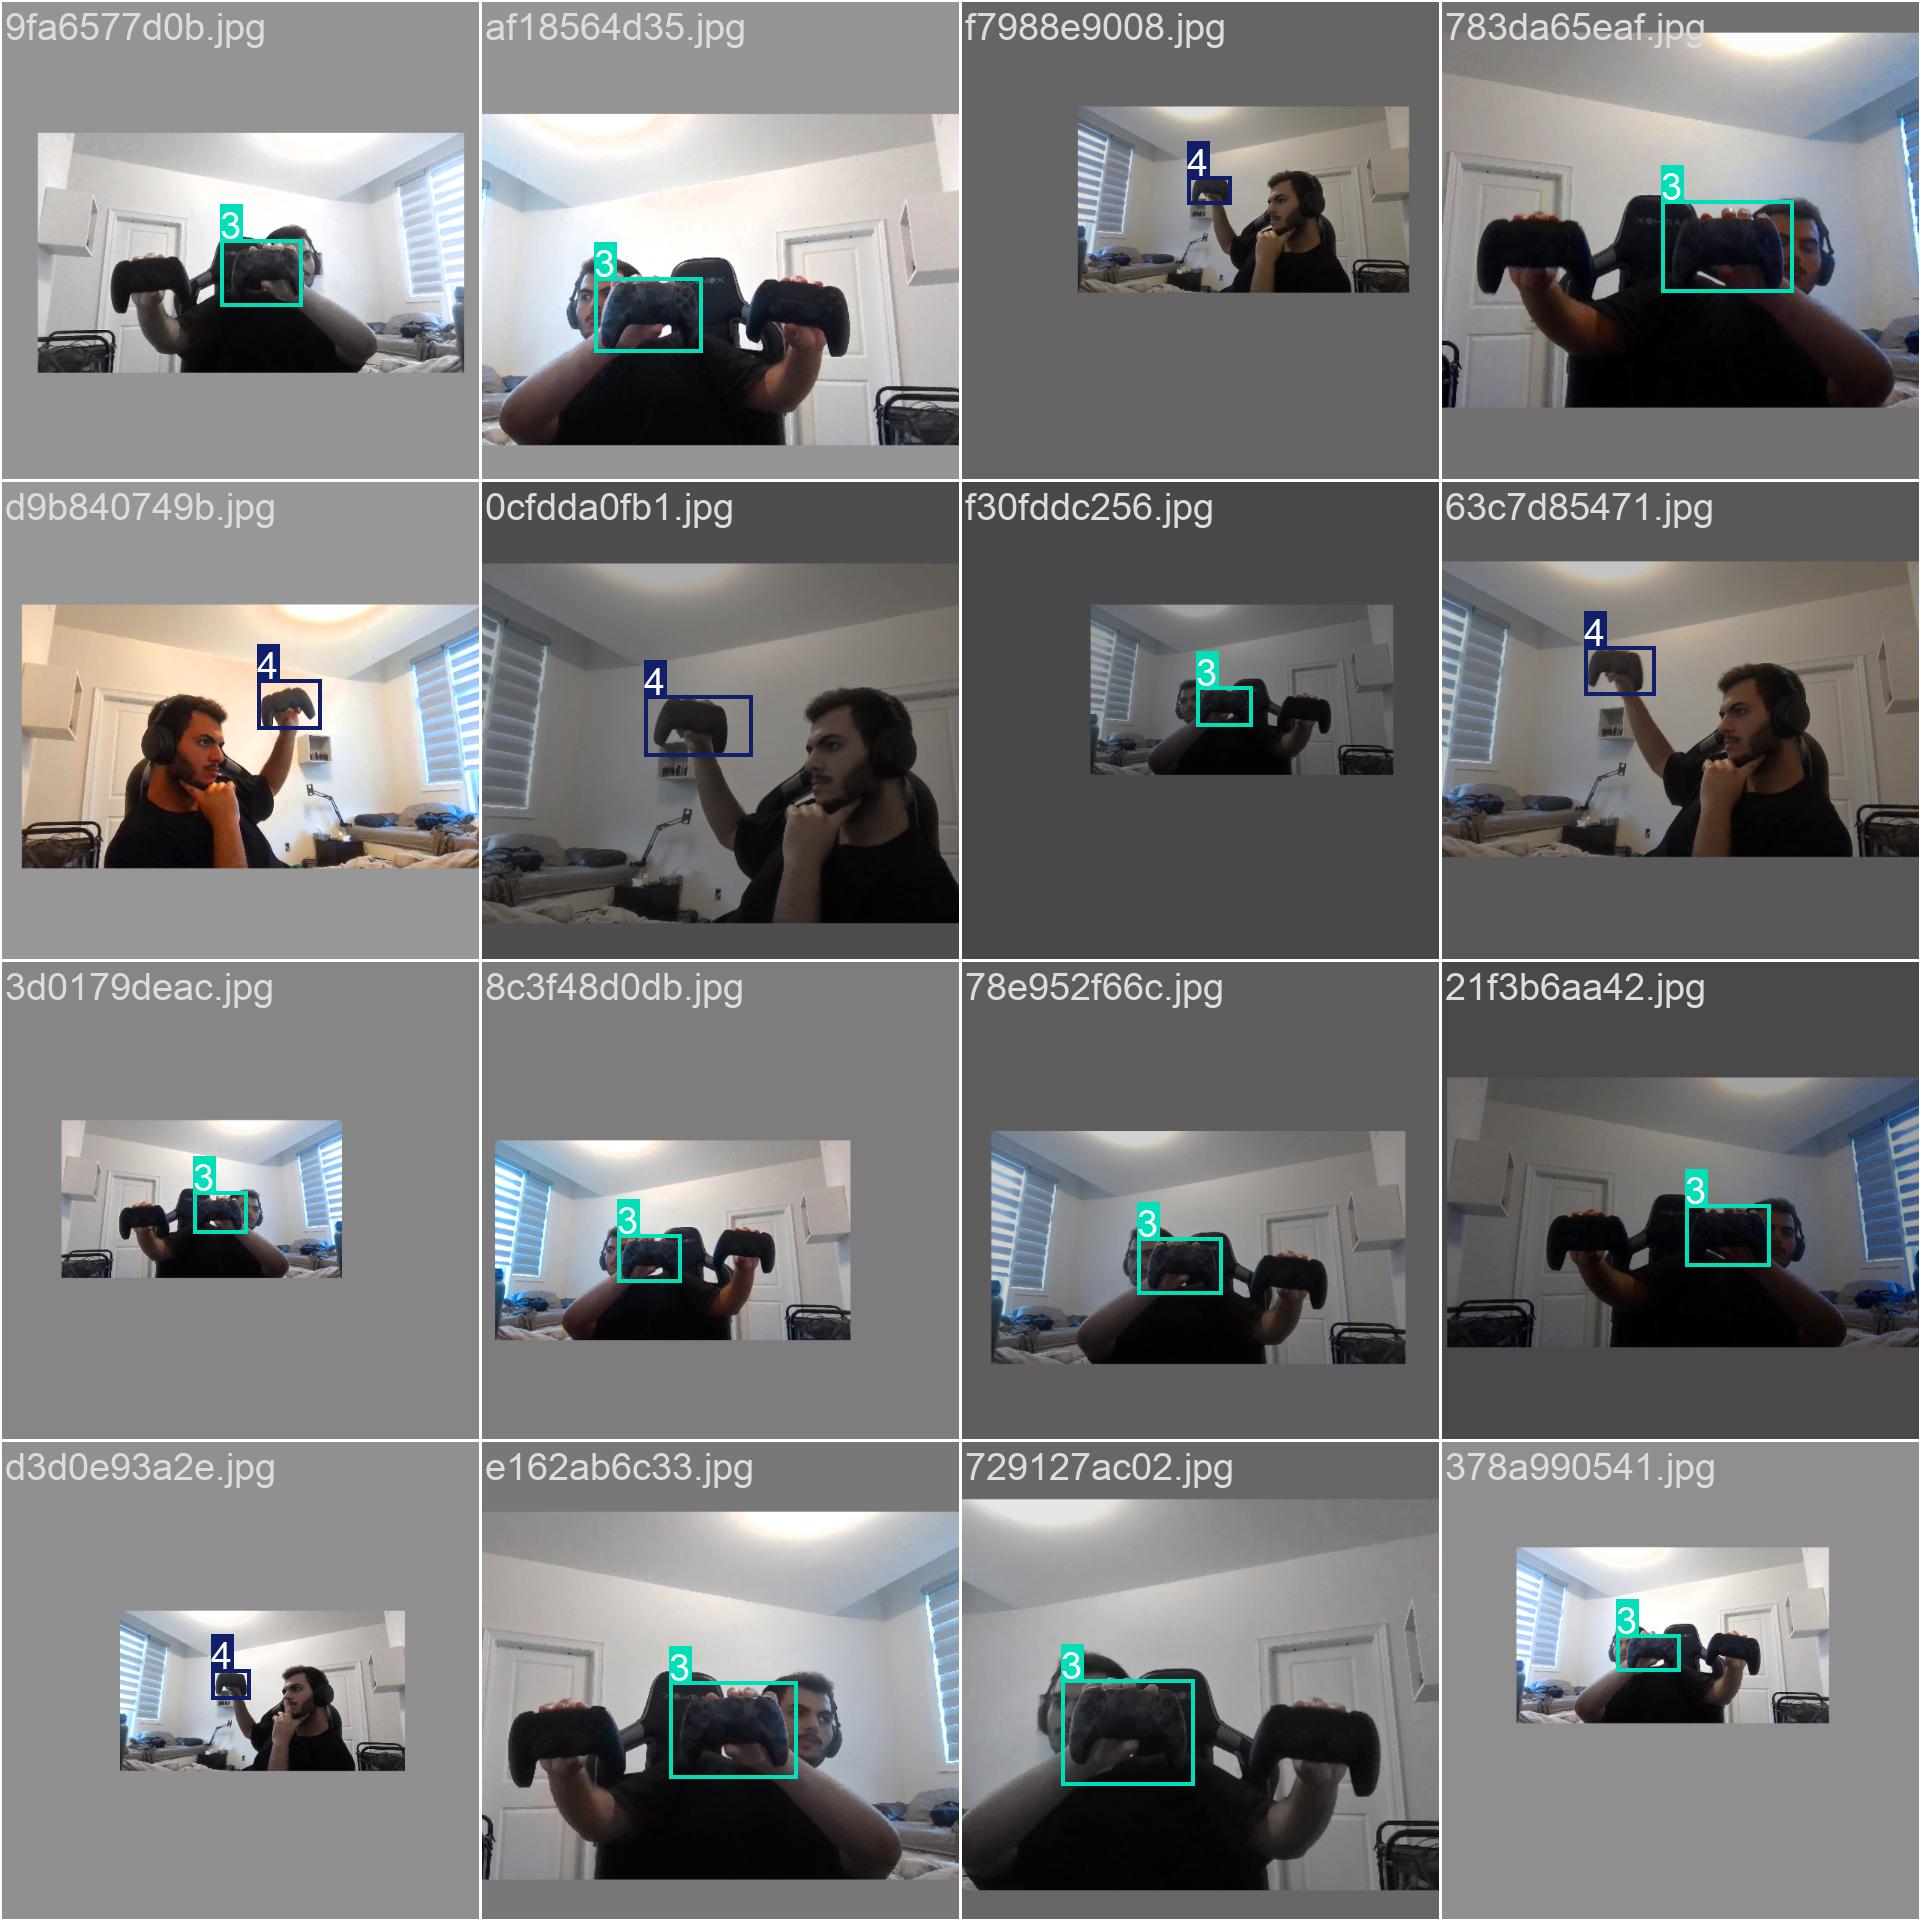 9fa6577d0b.jpg
af18564d35.jpg
f7988e9008.jpg
783da65eaf.jpg
3
3
4
3
d9b840749b.jpg
0cfdda0fb1.jpg
f30fddc256.jpg
63c7d85471.jpg
4
4
3
4
3d0179deac.jpg
8c3f48d0db.jpg
78e952f66c.jpg
21f3b6aa42.jpg
3
3
3
3
d3d0e93a2e.jpg
e162ab6c33.jpg
729127ac02.jpg
378a990541.jpg
4
3
3
3